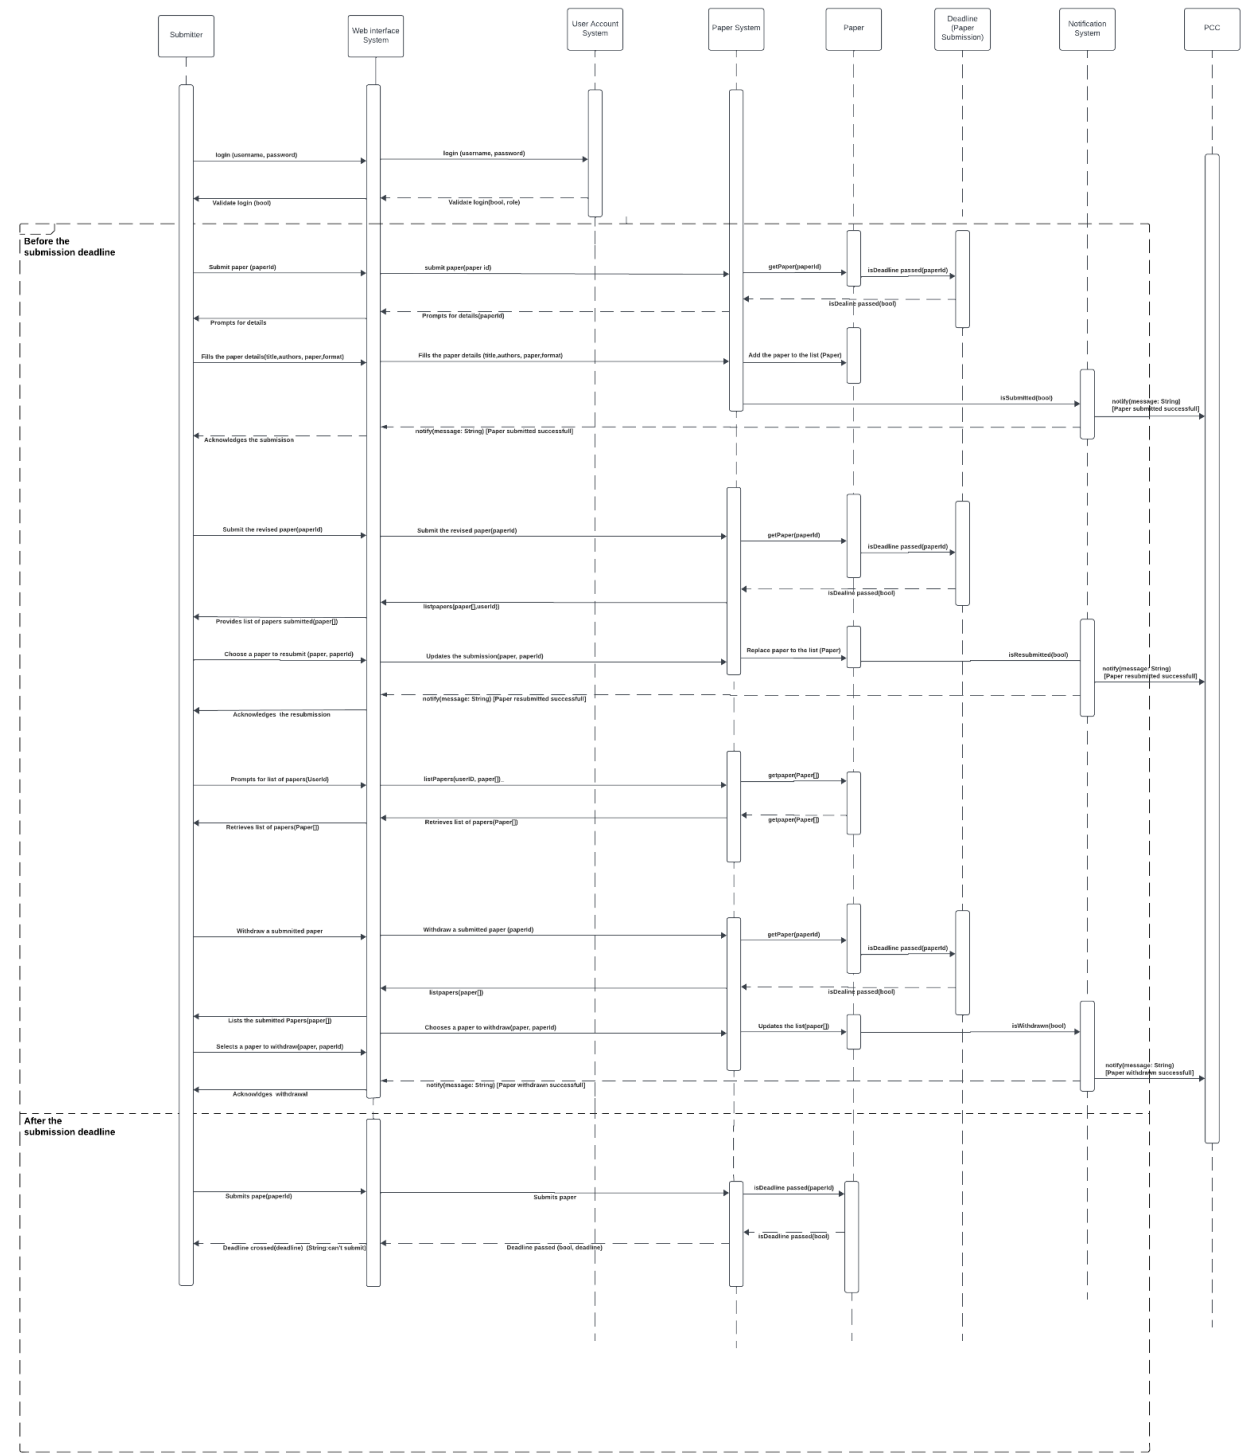 Submitter
Web interface
System
User Account
System
Paper System
Paper
Deadline
(Paper
Submission)
Notification
System
PCC
login (username, password)
login (username, password)
Validate login (bool)
Validate login(bool, role)
Before the
submission deadline
Submit paper (paperId)
submit paper(paper id)
getPaper(paperId)
isDeadline passed(paperId)
isDealine passed(bool)
Prompts for details
Prompts for details(paperId)
Fills the paper details(title,authors, paper,format)
Fills the paper details (title,authors, paper,format)
Add the paper to the list (Paper)
isSubmitted(bool)
notify(message: String)
[Paper submitted successfull]
notify(message: String) [Paper submitted successfull]
Acknowledges the submisison
Submit the revised paper(paperId)
Submit the revised paper(paperId)
getPaper(paperId)
isDeadline passed(paperId)
isDealine passed(bool)
listpapers(paper[],userId])
Provides list of papers submitted(paper[])
Choose a paper to resubmit (paper, paperId)
Updates the submission(paper, paperId)
Replace paper to the list (Paper)
isResubmitted(bool)
notify(message: String)
[Paper resubmitted successfull]
notify(message: String) [Paper resubmitted successfull]
Acknowledges  the resubmission
Prompts for list of papers(UserId)
listPapers(userID, paper[])
getpaper(Paper[])
getpaper(Paper[])
Retrieves list of papers(Paper[])
Retrieves list of papers(Paper[])
Withdraw a submnitted paper
Withdraw a submitted paper (paperId)
getPaper(paperId)
isDeadline passed(paperId)
isDealine passed(bool)
listpapers(paper[])
Lists the submitted Papers(paper[])
Chooses a paper to withdraw(paper, paperId)
Updates the list(paper[])
isWithdrawn(bool)
Selects a paper to withdraw(paper, paperId)
notify(message: String)
[Paper withdrawn successfull]
notify(message: String) [Paper withdrawn successfull]
Acknowldges  withdrawal
After the
submission deadline
Submits pape(paperId)
Submits paper
isDeadline passed(paperId)
isDeadline passed(bool)
Deadline crossed(deadline)  (String:can't submit)
Deadline passed (bool, deadline)